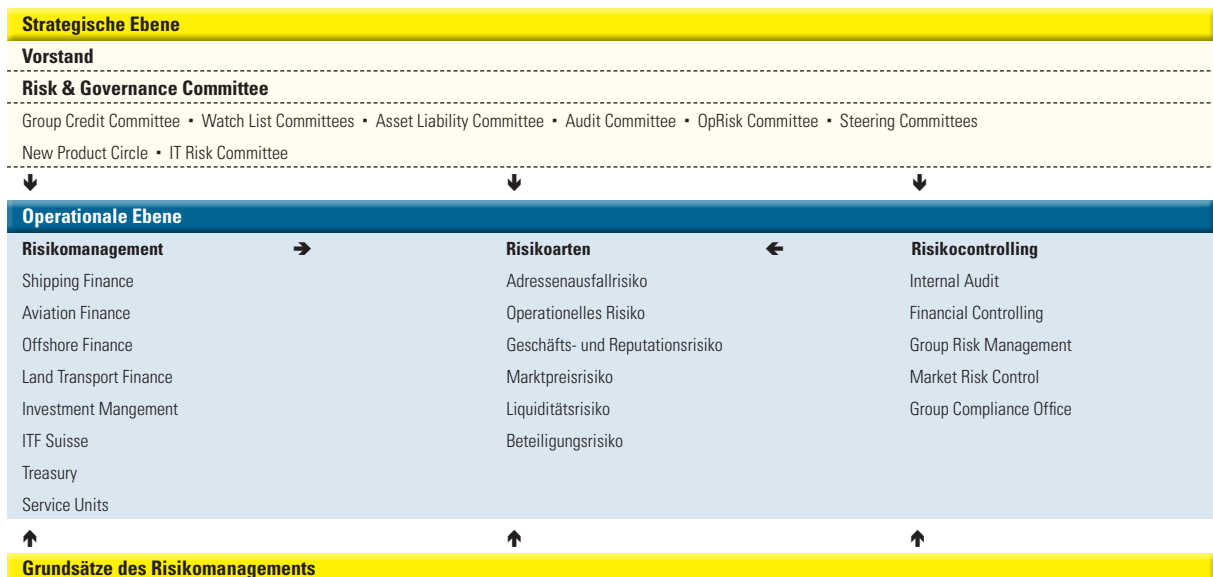 Strategische Ebene
Vorstand
Risk & Governance Committee
Group Credit Committee ▪ Watch List Committees ▪ Asset Liability Committee ▪ Audit Committee ▪ OpRisk Committee ▪ Steering Committees
New Product Circle ▪ IT Risk Committee
Operationale Ebene
Risikomanagement → Risikoarten ← Risikocontrolling
Shipping Finance Adressenausfallrisiko Internal Audit
Aviation Finance Operationelles Risiko Financial Controlling
Offshore Finance Geschäfts- und Reputationsrisiko Group Risk Management
Land Transport Finance Marktpreisrisiko Market Risk Control
Investment Mangement Liquiditätsrisiko Group Compliance Office
ITF Suisse Beteiligungsrisiko
Treasury
Service Units
Grundsätze des Risikomanagements